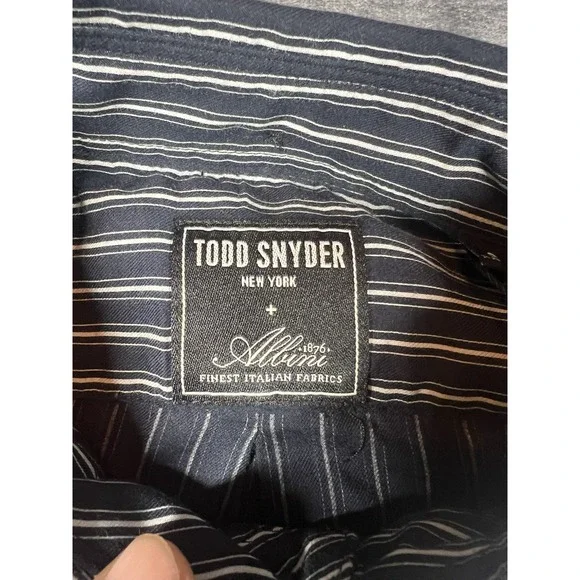 TODD SNYDER
NEW YORK
+
•1876•
Albini
FINEST ITALIAN FABRICS